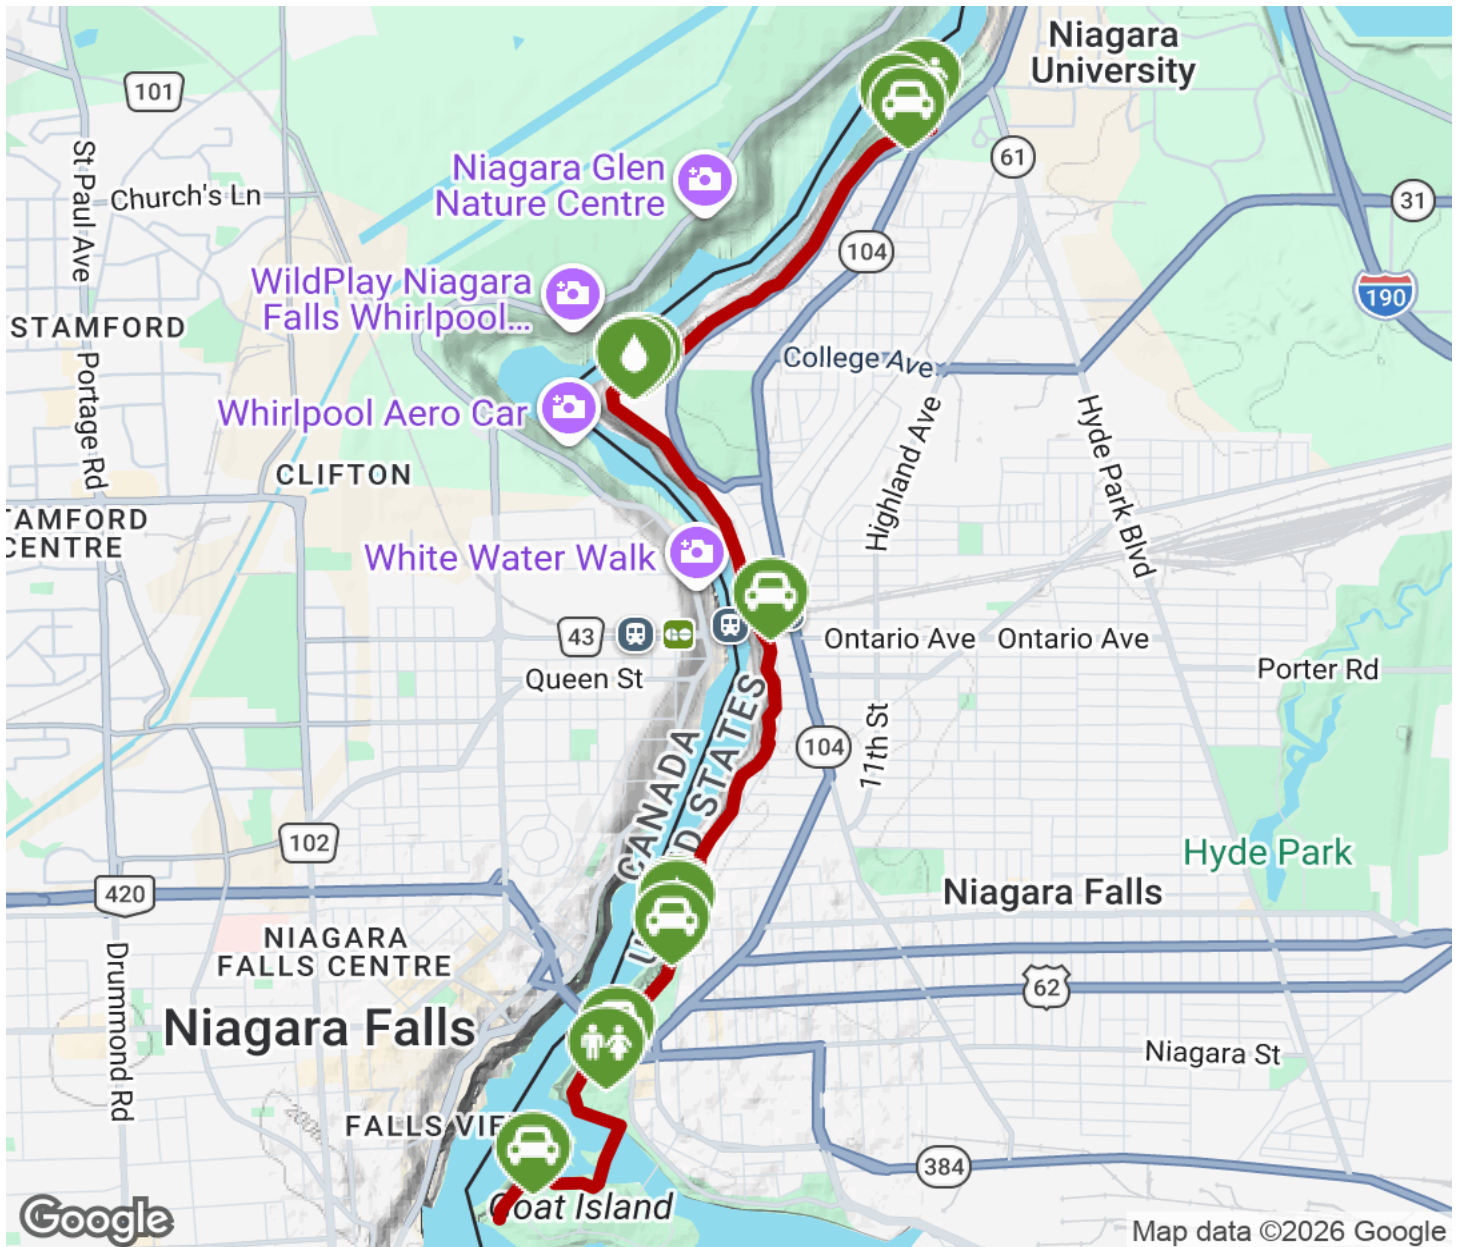 Niagara
University
101
St Paul Ave
Church's Ln
Niagara Glen
Nature Centre
61
31
104
WildPlay Niagara
Falls Whirlpool...
190
STAMFORD
College Ave
Portage Rd
Whirlpool Aero Car
Highland Ave
Hyde Park Blvd
CLIFTON
TAMFORD
CENTRE
White Water Walk
43
Ontario Ave
Ontario Ave
Queen St
Porter Rd
11th St
104
CANADA
D STATES
102
Hyde Park
420
Niagara Falls
NIAGARA
FALLS CENTRE
Drummond Rd
62
Niagara Falls
Niagara St
FALLS VIE
384
Goat Island
Google
Map data ©2026 Google